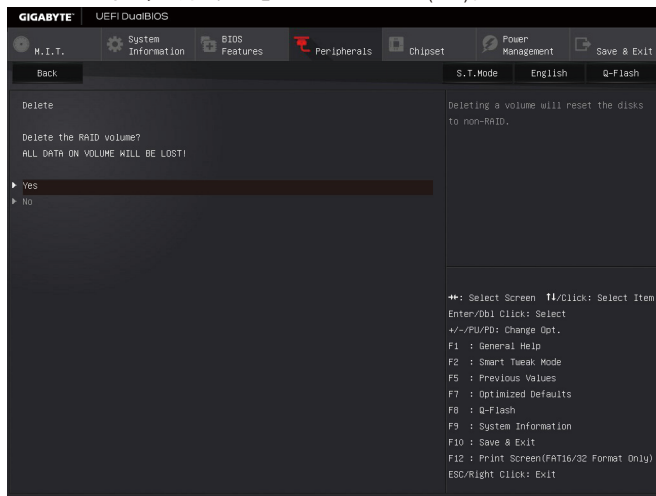 GIGABYTE™ UEFI DualBIOS
M.I.T.
System Information
BIOS Features
Peripherals
Chipset
Power Management
Save & Exit
Back
S.T.Mode English Q-Flash
Delete
Delete the RAID volume?
ALL DATA ON VOLUME WILL BE LOST!
Yes
No
Deleting a volume will reset the disks
to non-RAID.
→←: Select Screen ↑↓/Click: Select Item
Enter/Dbl Click: Select
+/-/PU/PD: Change Opt.
F1 : General Help
F2 : Smart Tweak Mode
F5 : Previous Values
F7 : Optimized Defaults
F8 : Q-Flash
F9 : System Information
F10 : Save & Exit
F12 : Print Screen(FAT16/32 Format Only)
ESC/Right Click: Exit